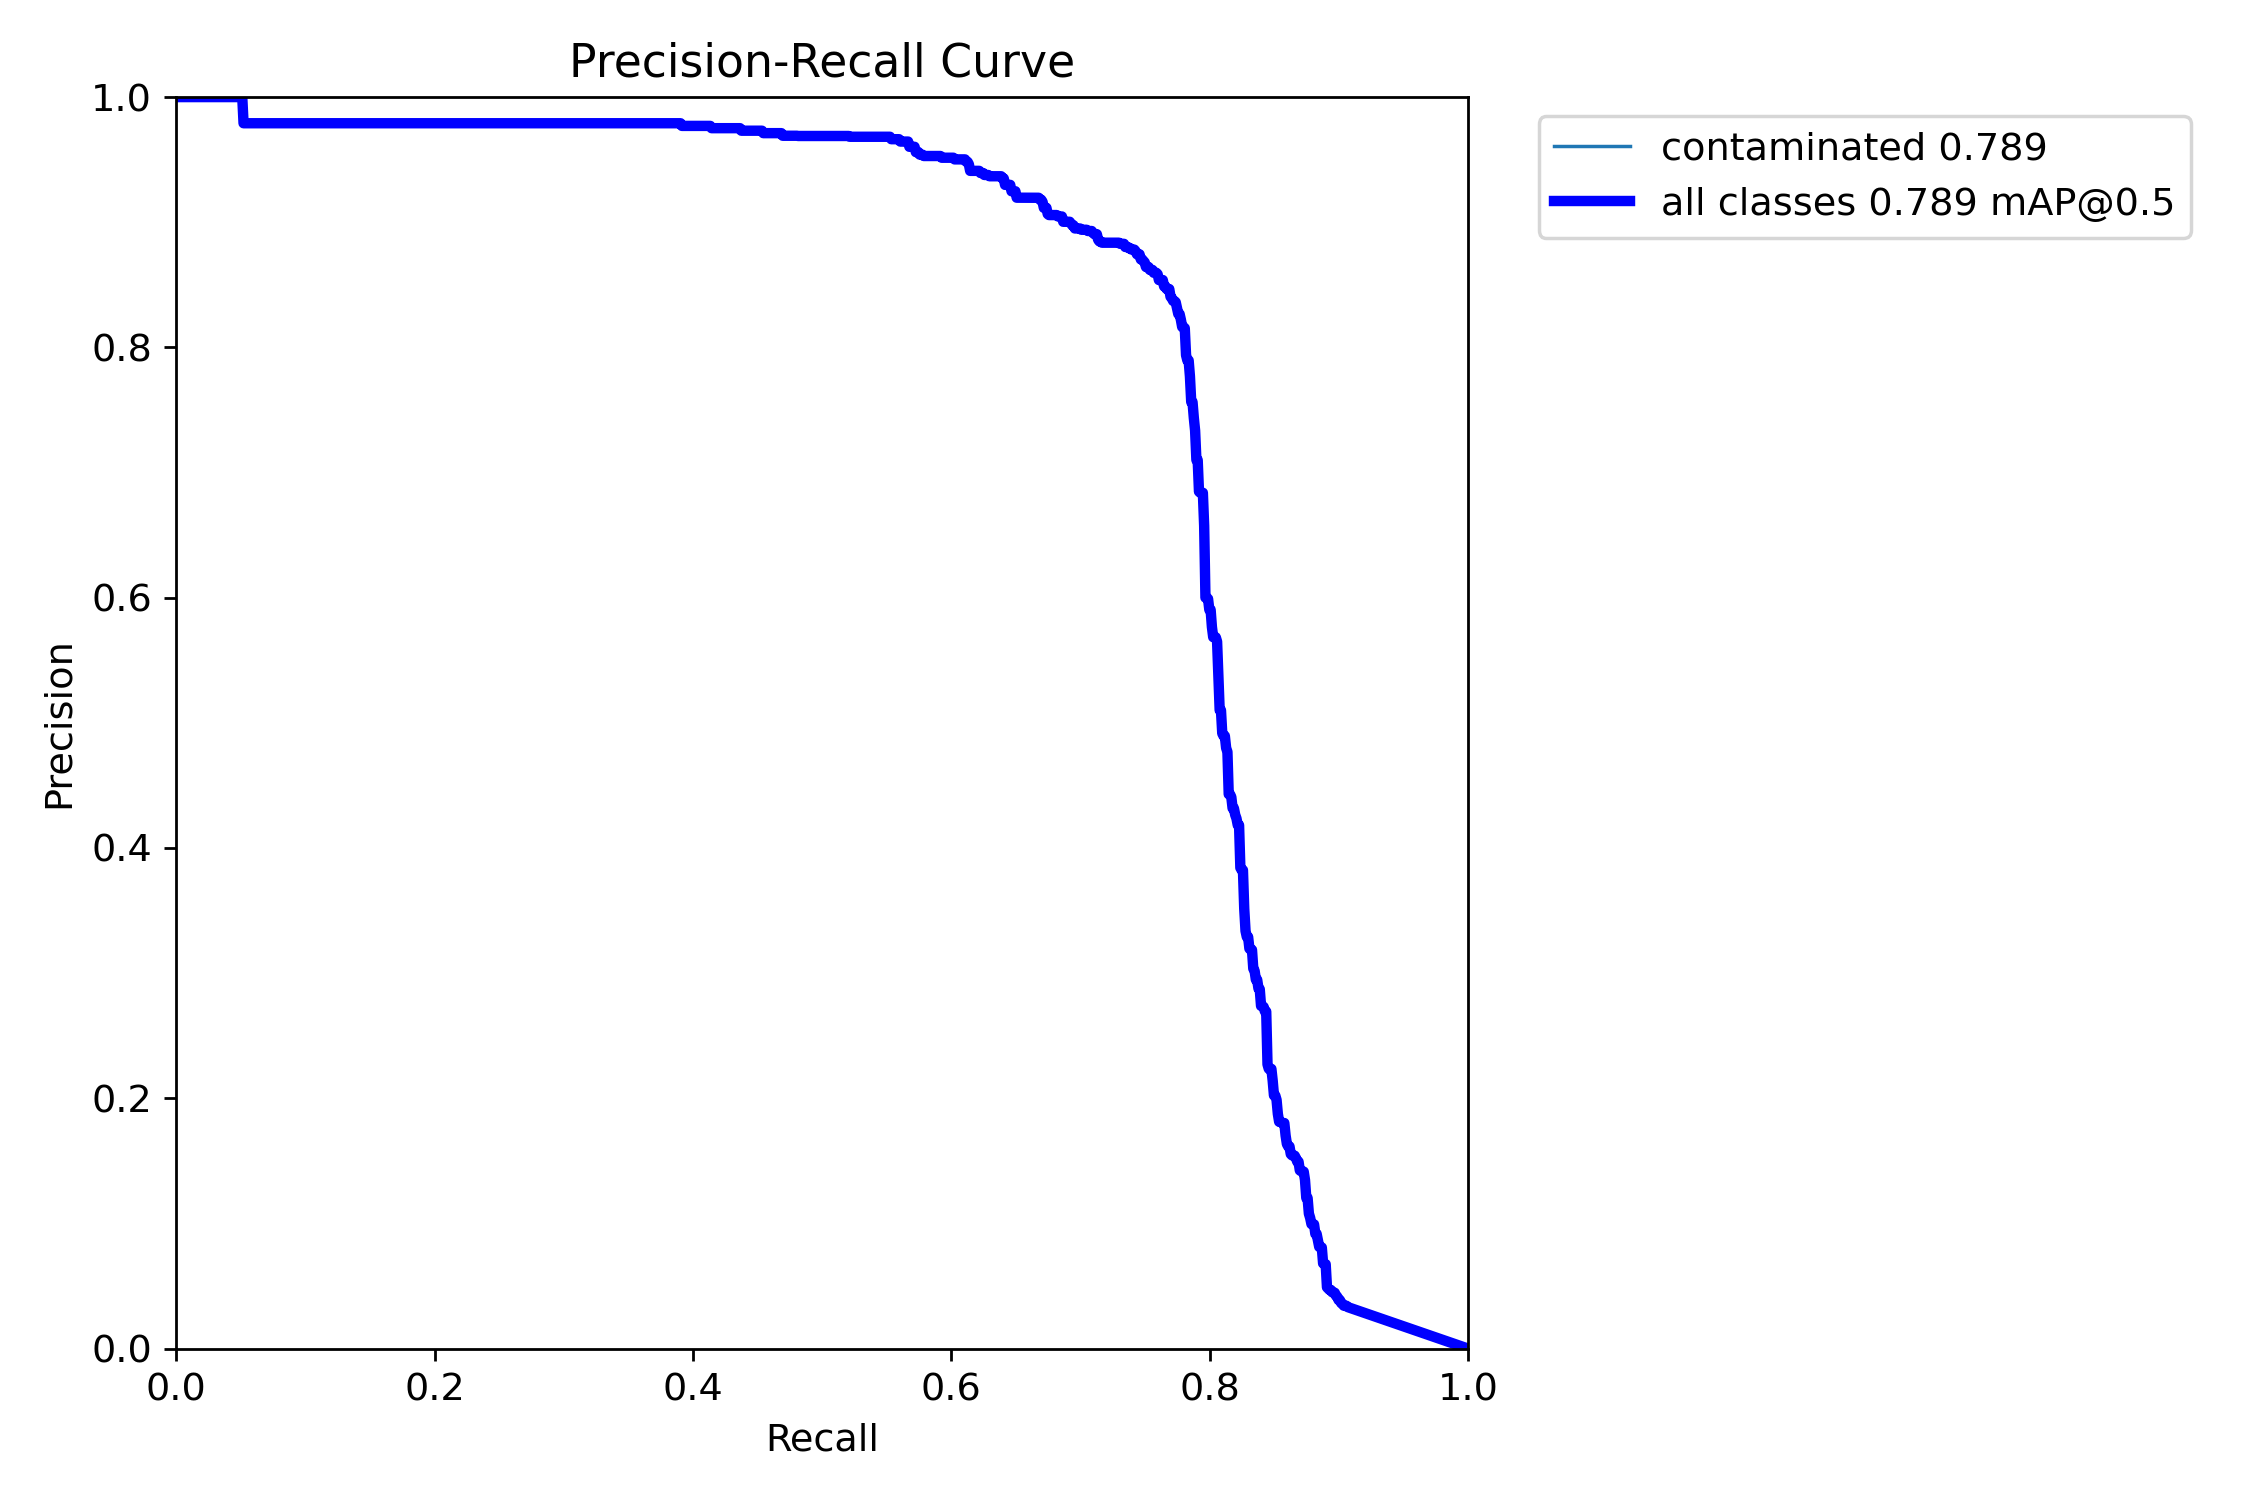 Precision-Recall Curve
1.0
0.8
0.6
0.4
0.2
0.0
Precision
0.0 0.2 0.4 0.6 0.8 1.0
Recall
contaminated 0.789
all classes 0.789 mAP@0.5